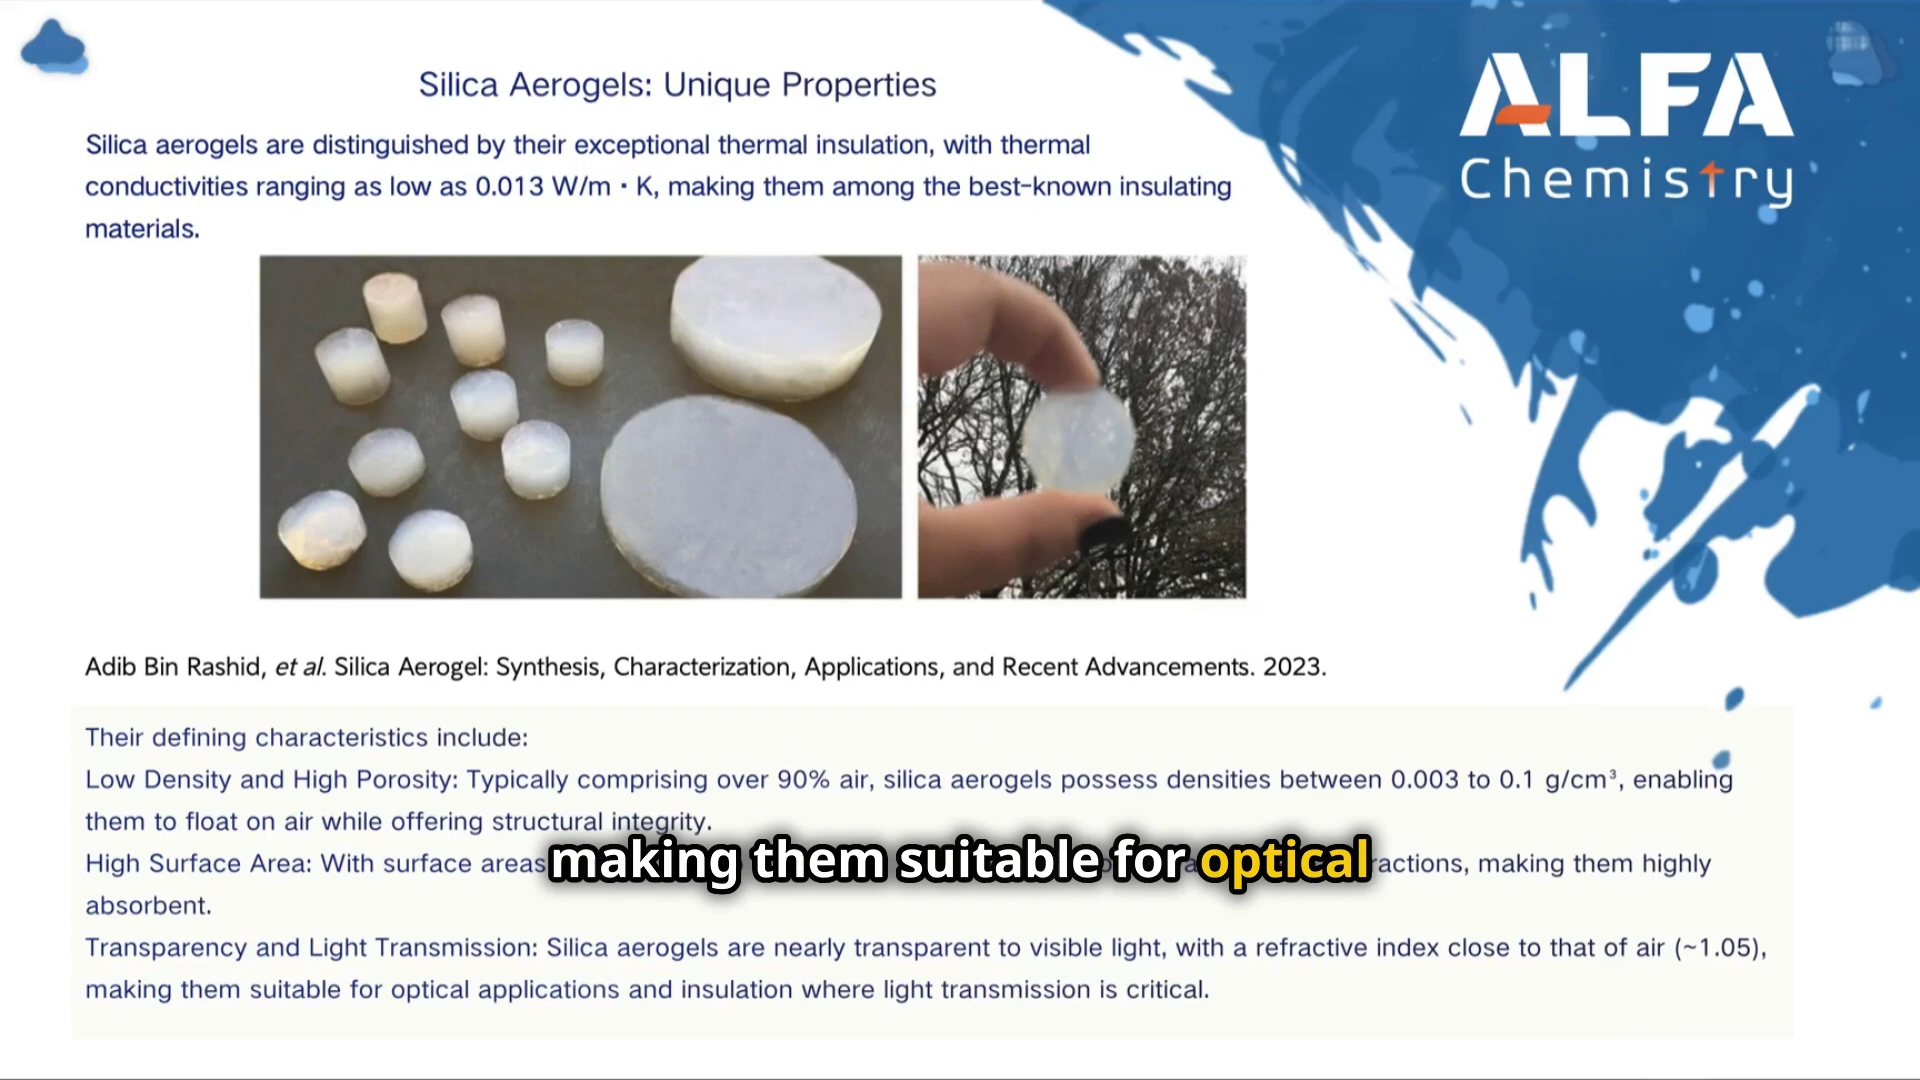 ALFA
Chemistry
Silica Aerogels: Unique Properties
Silica aerogels are distinguished by their exceptional thermal insulation, with thermal
conductivities ranging as low as 0.013 W/m · K, making them among the best-known insulating
materials.
Adib Bin Rashid, et al. Silica Aerogel: Synthesis, Characterization, Applications, and Recent Advancements. 2023.
Their defining characteristics include:
Low Density and High Porosity: Typically comprising over 90% air, silica aerogels possess densities between 0.003 to 0.1 g/cm³, enabling
them to float on air while offering structural integrity.
High Surface Area: With surface areas making them highly
making them suitable for optical
absorbent.
Transparency and Light Transmission: Silica aerogels are nearly transparent to visible light, with a refractive index close to that of air (~1.05),
making them suitable for optical applications and insulation where light transmission is critical.